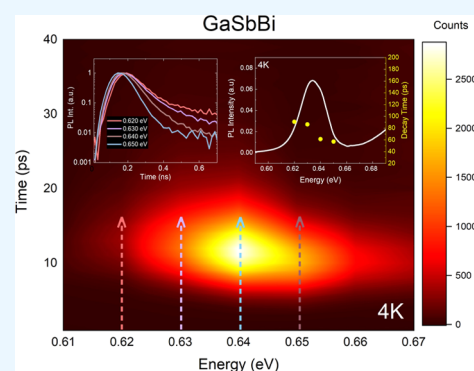 GaSbBi
Counts
40
30
20
10
Time (ps)
0.61 0.62 0.63 0.64 0.65 0.66 0.67
Energy (eV)
4K
2500
2000
1500
1000
500
0
PL Int. (a.u.)
1
0.1
0.01
0.001
0.620 eV
0.630 eV
0.640 eV
0.650 eV
0.2 0.4 0.6
Time (ns)
4K
PL Intensity (a.u)
0.08
0.06
0.04
0.02
0.00
0.60 0.62 0.64 0.66 0.68
Energy (eV)
200
180
160
140
120
100
80
60
40
20
Decay Time (ps)